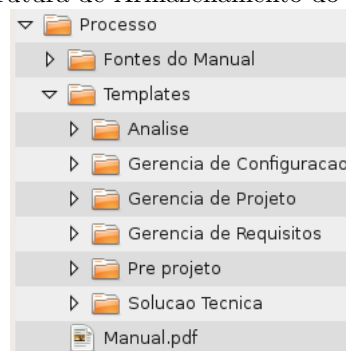 Processo
Fontes do Manual
Templates
Analise
Gerencia de Configuracao
Gerencia de Projeto
Gerencia de Requisitos
Pre projeto
Solucao Tecnica
Manual.pdf